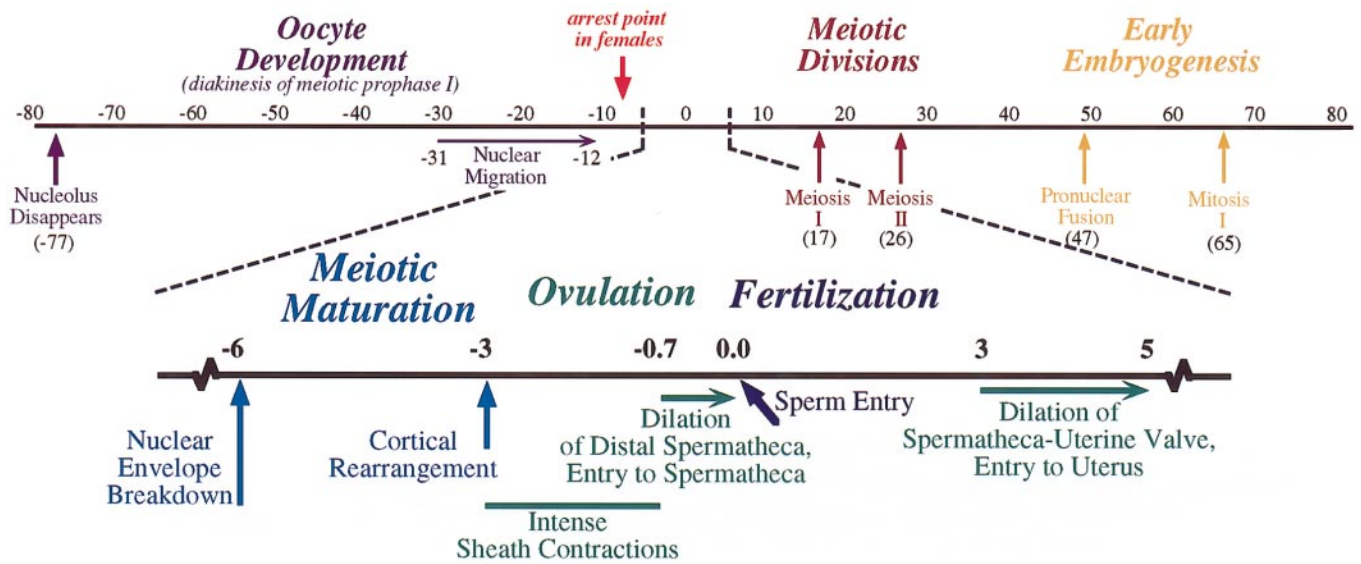 Oocyte
Development
(diakinesis of meiotic prophase I)
arrest point
in females
Meiotic
Divisions
Early
Embryogenesis
-80 -70 -60 -50 -40 -30 -20 -10 0 10 20 30 40 50 60 70 80
-31 Nuclear -12
Migration
Nucleolus
Disappears
(-77)
Meiosis
I
(17)
Meiosis
II
(26)
Pronuclear
Fusion
(47)
Mitosis
I
(65)
Meiotic
Maturation
Ovulation
Fertilization
-6 -3 -0.7 0.0 3 5
Nuclear
Envelope
Breakdown
Cortical
Rearrangement
Dilation
of Distal Spermatheca,
Entry to Spermatheca
Sperm Entry
Dilation of
Spermatheca-Uterine Valve,
Entry to Uterus
Intense
Sheath Contractions